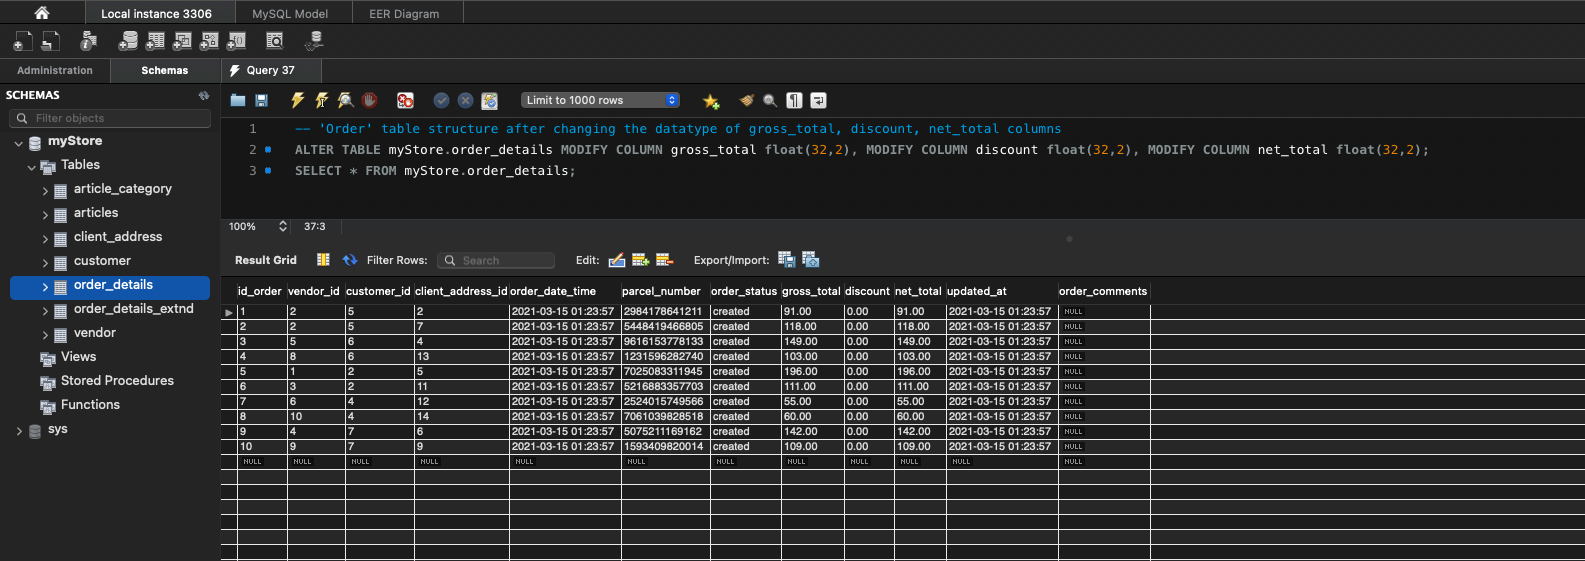 Local instance 3306 MySQL Model EER Diagram
Administration Schemas Query 37
SCHEMAS
Filter objects
myStore
Tables
article_category
articles
client_address
customer
order_details
order_details_extnd
vendor
Views
Stored Procedures
Functions
sys
Limit to 1000 rows
1 -- 'Order' table structure after changing the datatype of gross_total, discount, net_total columns
2 ALTER TABLE myStore.order_details MODIFY COLUMN gross_total float(32,2), MODIFY COLUMN discount float(32,2), MODIFY COLUMN net_total float(32,2);
3 SELECT * FROM myStore.order_details;
100% 37:3
Result Grid Filter Rows: Search Edit: Export/Import:
id_order vendor_id customer_id client_address_id order_date_time parcel_number order_status gross_total discount net_total updated_at order_comments
1 2 5 2 2021-03-15 01:23:57 2984178641211 created 91.00 0.00 91.00 2021-03-15 01:23:57 NULL
2 2 5 7 2021-03-15 01:23:57 5448419466805 created 118.00 0.00 118.00 2021-03-15 01:23:57 NULL
3 5 6 4 2021-03-15 01:23:57 9616153778133 created 149.00 0.00 149.00 2021-03-15 01:23:57 NULL
4 8 6 13 2021-03-15 01:23:57 1231596282740 created 103.00 0.00 103.00 2021-03-15 01:23:57 NULL
5 1 2 5 2021-03-15 01:23:57 7025083311945 created 196.00 0.00 196.00 2021-03-15 01:23:57 NULL
6 3 2 11 2021-03-15 01:23:57 5216883357703 created 111.00 0.00 111.00 2021-03-15 01:23:57 NULL
7 6 4 12 2021-03-15 01:23:57 2524015749566 created 55.00 0.00 55.00 2021-03-15 01:23:57 NULL
8 10 4 14 2021-03-15 01:23:57 7061039828518 created 60.00 0.00 60.00 2021-03-15 01:23:57 NULL
9 4 7 6 2021-03-15 01:23:57 5075211169162 created 142.00 0.00 142.00 2021-03-15 01:23:57 NULL
10 9 7 9 2021-03-15 01:23:57 1593409820014 created 109.00 0.00 109.00 2021-03-15 01:23:57 NULL
NULL NULL NULL NULL NULL NULL NULL NULL NULL NULL NULL NULL